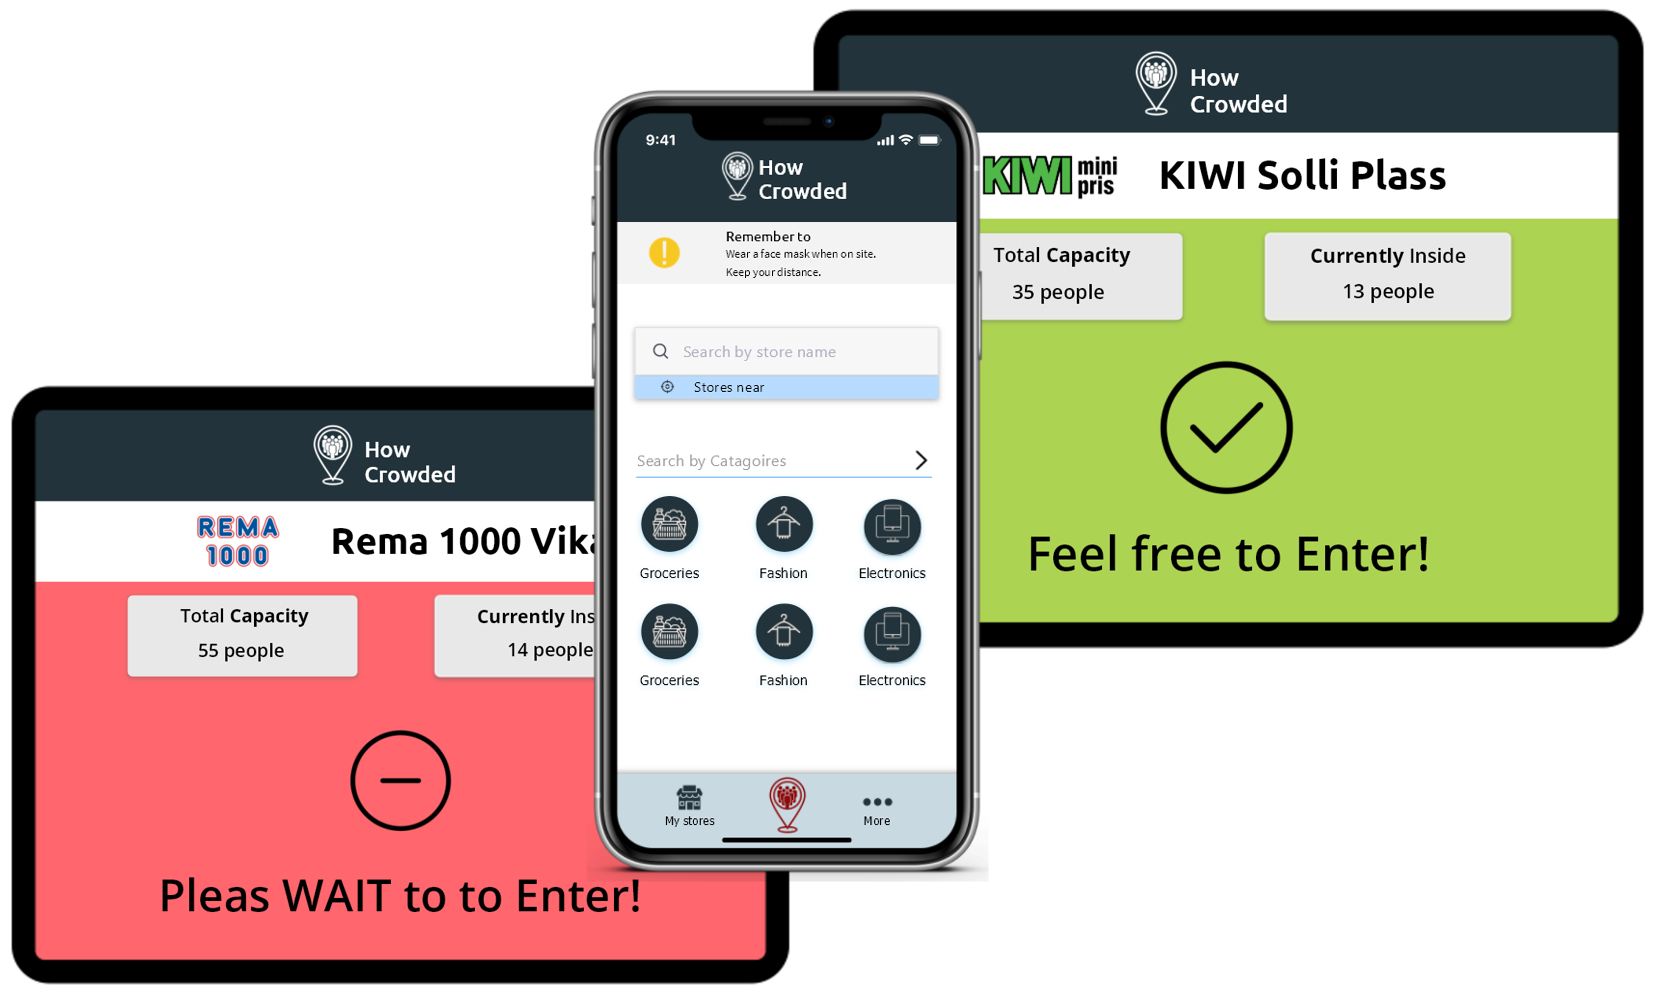 How
Crowded
KIWI mini
pris
KIWI Solli Plass
Total Capacity
35 people
Currently Inside
13 people
Feel free to Enter!
9:41
How
Crowded
Remember to
Wear a face mask when on site.
Keep your distance.
Search by store name
Stores near
Search by Catagoires
Groceries
Fashion
Electronics
Groceries
Fashion
Electronics
My stores
More
How
Crowded
REMA
1000
Rema 1000 Vika
Total Capacity
55 people
Currently Ins
14 people
Pleas WAIT to to Enter!